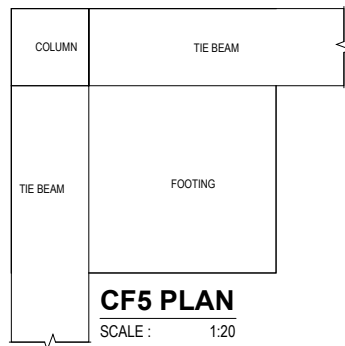 COLUMN TIE BEAM
TIE BEAM FOOTING
CF5 PLAN
SCALE : 1:20